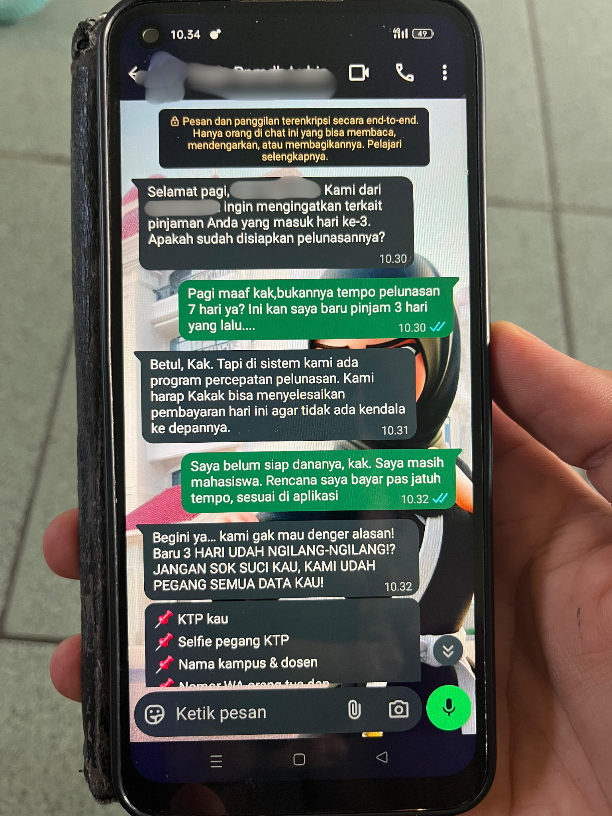 10.34
49
Pesan dan panggilan terenkripsi secara end-to-end.
Hanya orang di chat ini yang bisa membaca,
mendengarkan, atau membagikannya. Pelajari
selengkapnya.
Selamat pagi, Kami dari
ingin mengingatkan terkait
pinjaman Anda yang masuk hari ke-3.
Apakah sudah disiapkan pelunasannya?
10.30
Pagi maaf kak,bukannya tempo pelunasan
7 hari ya? Ini kan saya baru pinjam 3 hari
yang lalu....
10.30
Betul, Kak. Tapi di sistem kami ada
program percepatan pelunasan. Kami
harap Kakak bisa menyelesaikan
pembayaran hari ini agar tidak ada kendala
ke depannya.
10.31
Saya belum siap dananya, kak. Saya masih
mahasiswa. Rencana saya bayar pas jatuh
tempo, sesuai di aplikasi
10.32
Begini ya... kami gak mau denger alasan!
Baru 3 HARI UDAH NGILANG-NGILANG!?
JANGAN SOK SUCI KAU, KAMI UDAH
PEGANG SEMUA DATA KAU!
10.32
KTP kau
Selfie pegang KTP
Nama kampus & dosen
Nomor WA orang tua dan
Ketik pesan